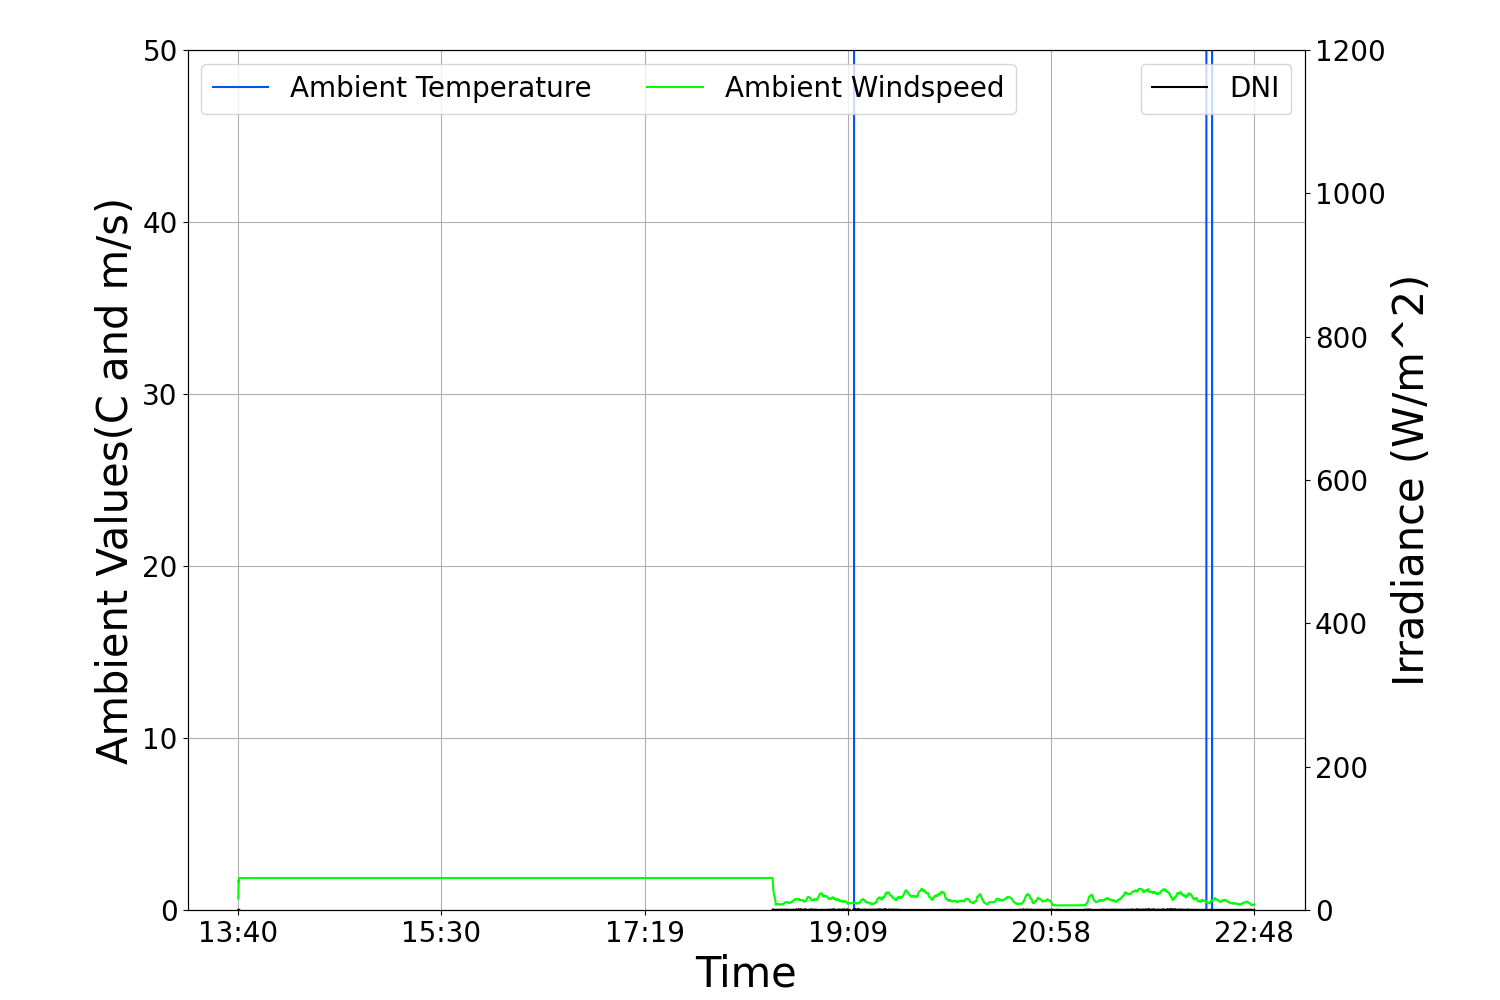 Ambient Temperature
Ambient Windspeed
DNI
50
40
30
20
10
0
Ambient Values(C and m/s)
1200
1000
800
600
400
200
0
Irradiance (W/m^2)
13:40 15:30 17:19 19:09 20:58 22:48
Time